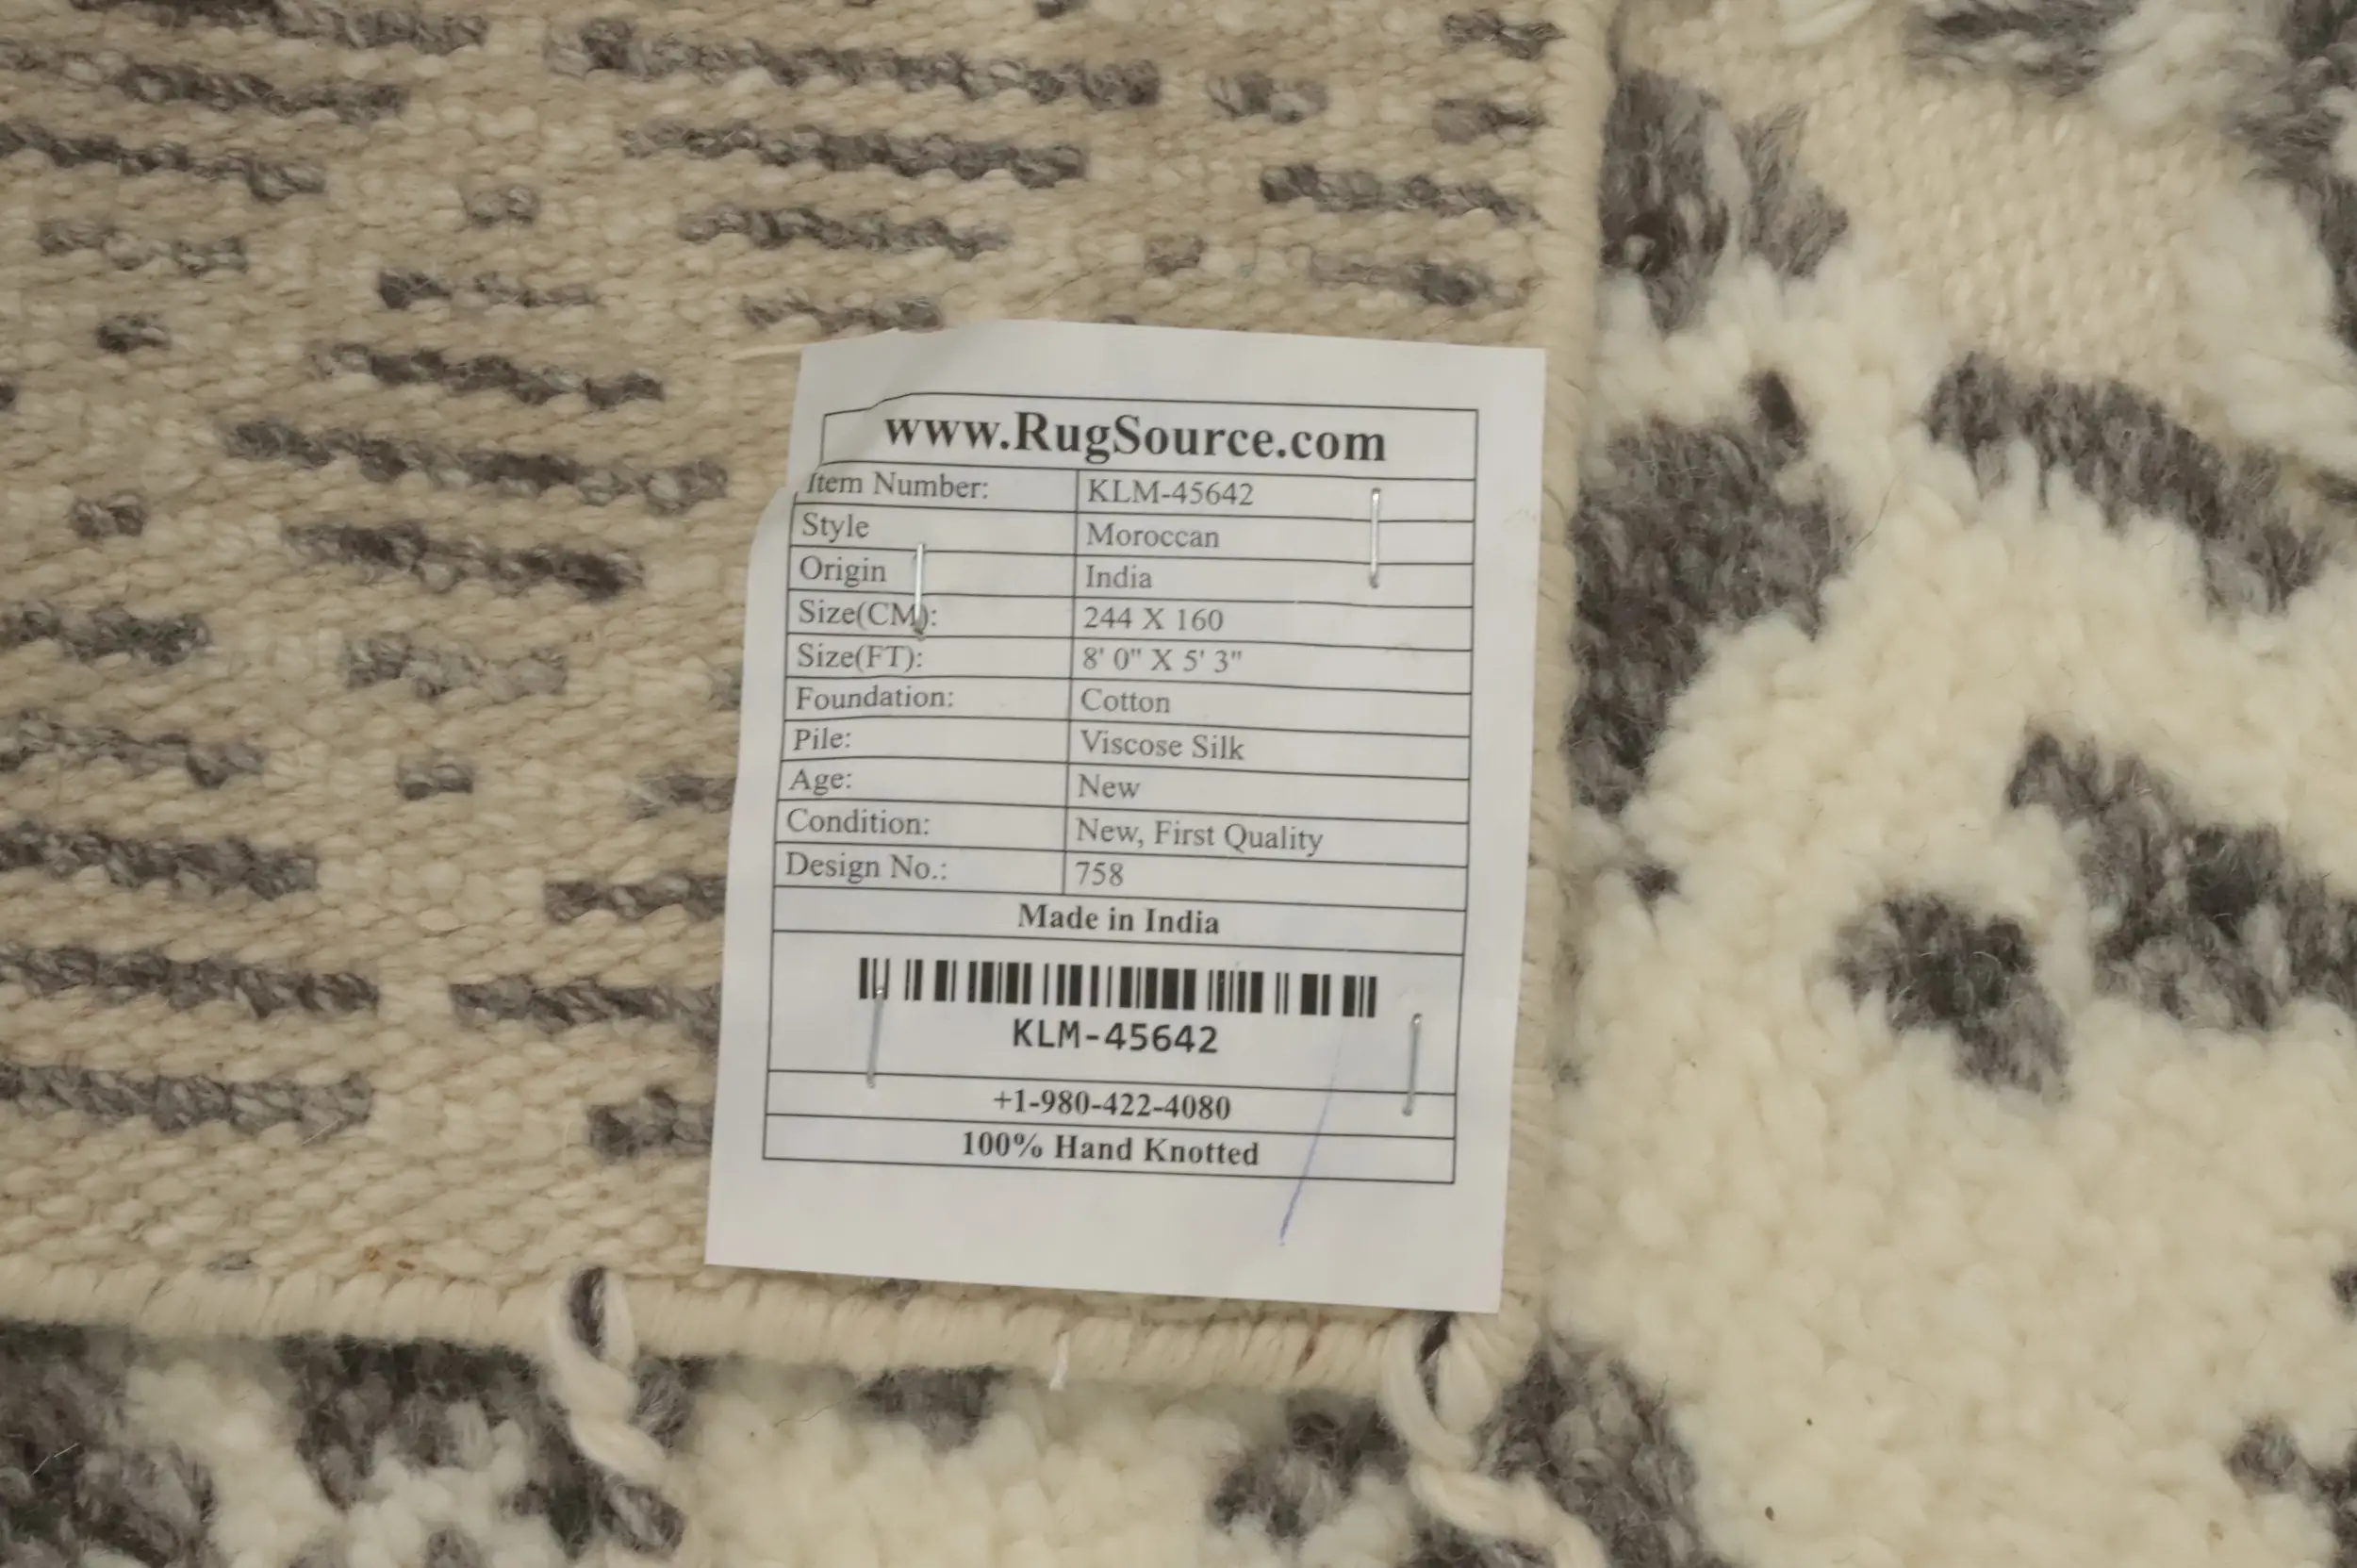 www.RugSource.com
Item Number: KLM-45642
Style Moroccan
Origin India
Size(CM): 244 X 160
Size(FT): 8' 0" X 5' 3"
Foundation: Cotton
Pile: Viscose Silk
Age: New
Condition: New, First Quality
Design No.: 758
Made in India
KLM-45642
+1-980-422-4080
100% Hand Knotted